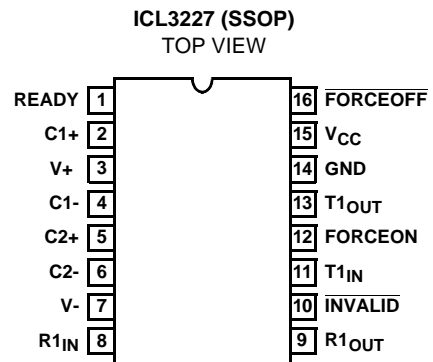 ICL3227 (SSOP)
TOP VIEW
READY 1
C1+ 2
V+ 3
C1- 4
C2+ 5
C2- 6
V- 7
R1IN 8
16 FORCEOFF
15 VCC
14 GND
13 T1OUT
12 FORCEON
11 T1IN
10 INVALID
9 R1OUT